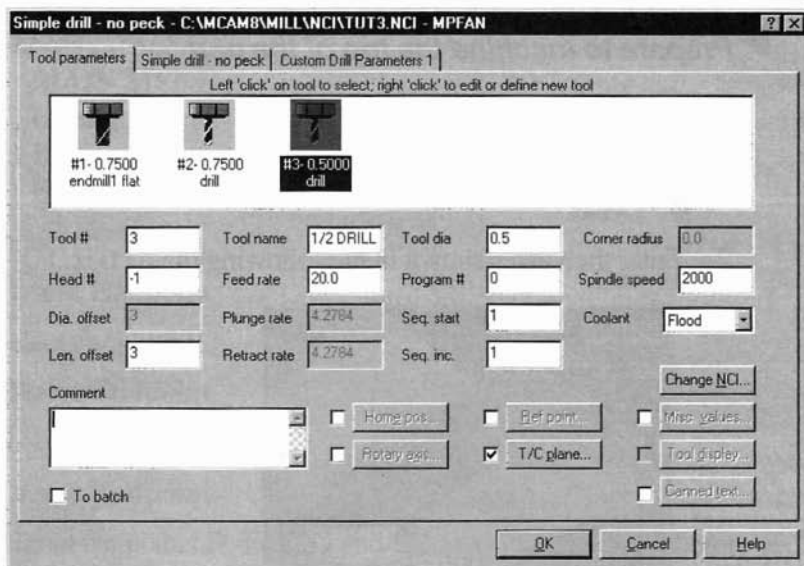 Simple drill - no peck - C:\MCAM8\MILL\NCI\TUT3.NCI - MPFAN
Tool parameters Simple drill - no peck Custom Drill Parameters 1
Left 'click' on tool to select; right 'click' to edit or define new tool
#1- 0.7500 #2- 0.7500 #3- 0.5000
endmill1 flat drill drill
Tool # 3 Tool name 1/2 DRILL Tool dia 0.5 Corner radius 0.0
Head # -1 Feed rate 20.0 Program # 0 Spindle speed 2000
Dia. offset 3 Plunge rate 4.2784 Seq. start 1 Coolant Flood
Len. offset 3 Retract rate 4.2784 Seq. inc. 1
Change NCI...
Comment
Home pos... Ref point... Misc. values...
Rotary axis... T/C plane... Tool display...
To batch Canned text...
OK Cancel Help